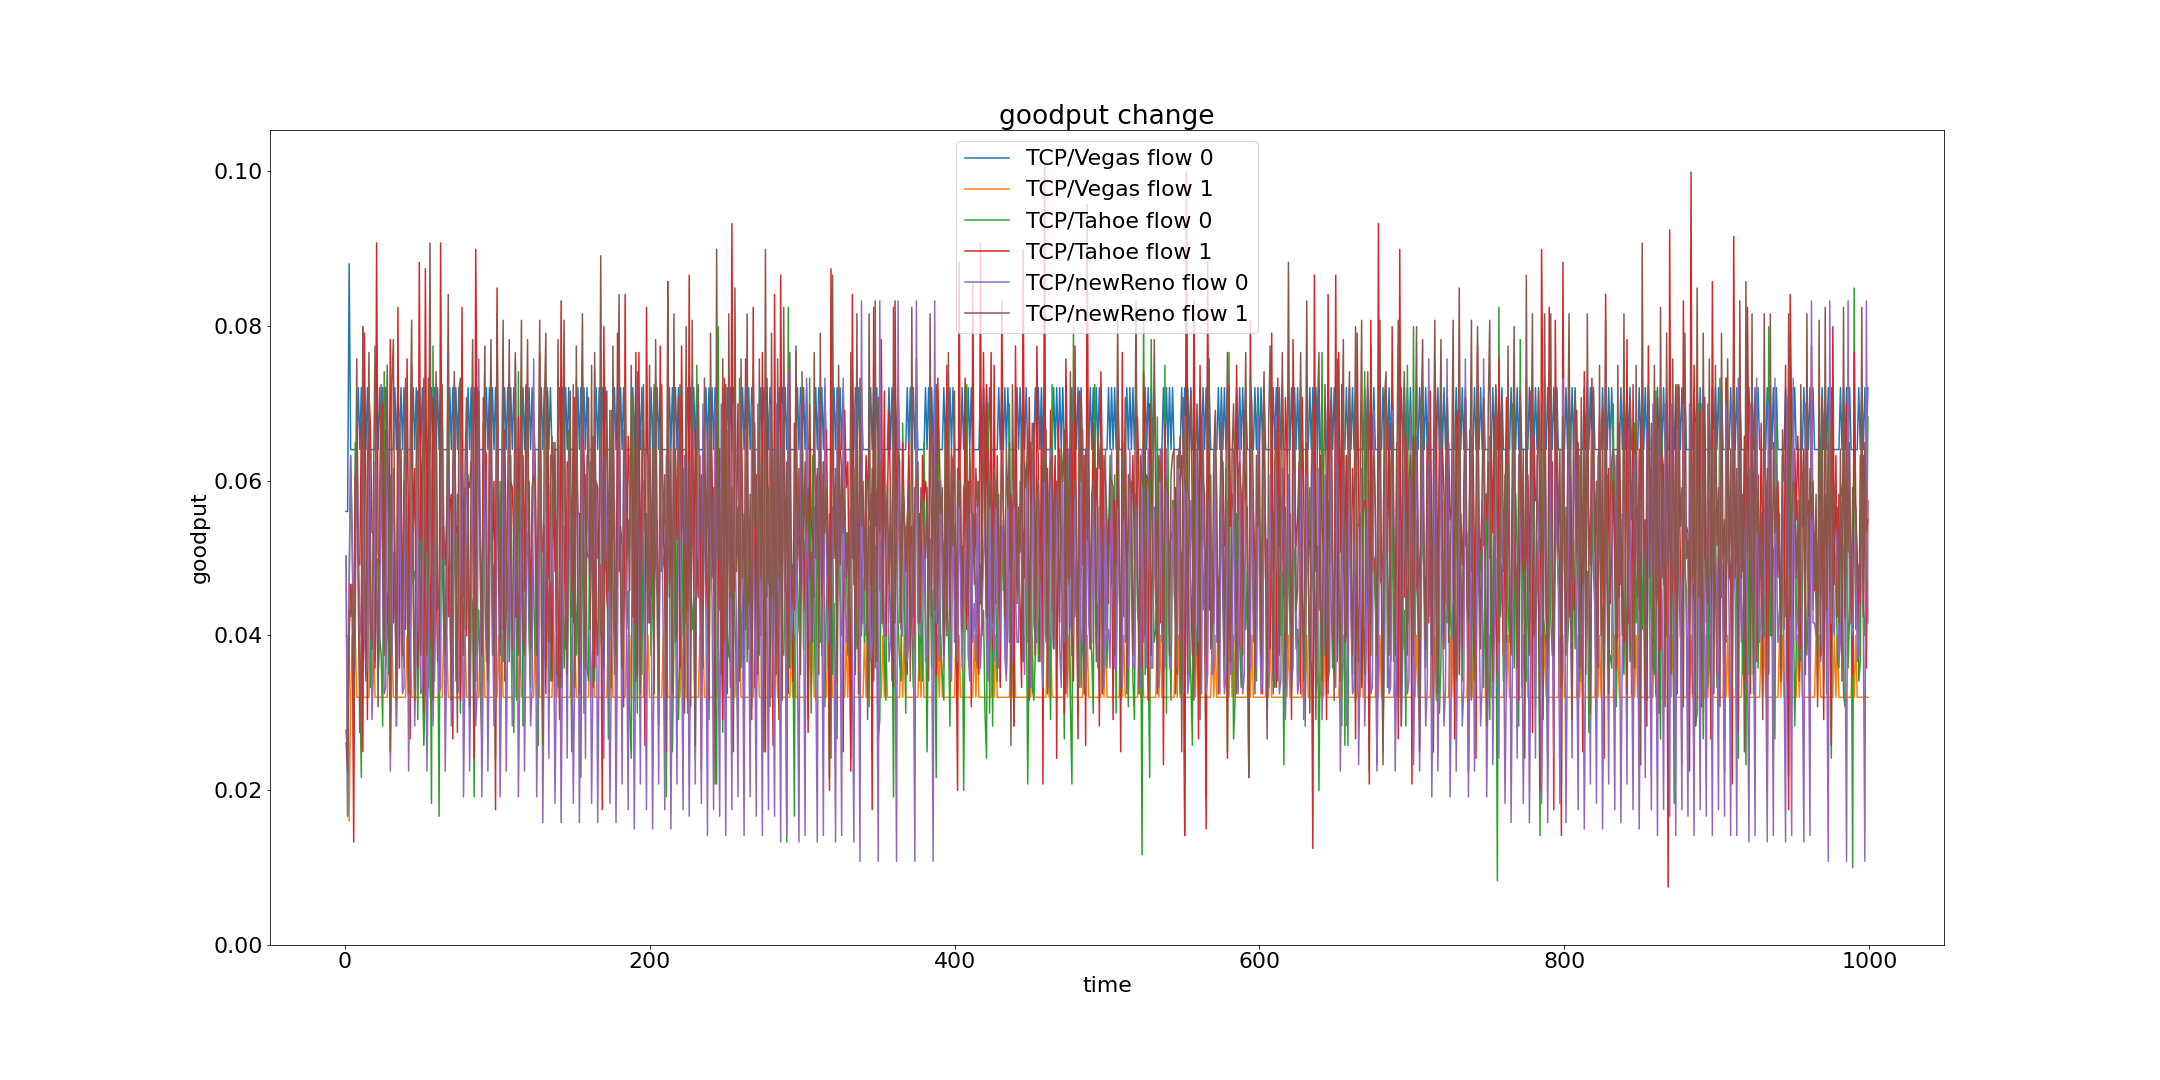 goodput change
TCP/Vegas flow 0
TCP/Vegas flow 1
TCP/Tahoe flow 0
TCP/Tahoe flow 1
TCP/newReno flow 0
TCP/newReno flow 1
0.10
0.08
0.06
0.04
0.02
0.00
goodput
0 200 400 600 800 1000
time